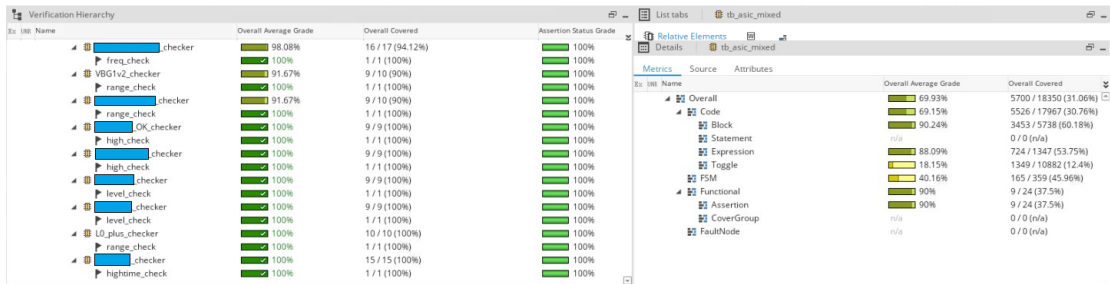 Verification Hierarchy
Ex UNR Name Overall Average Grade Overall Covered Assertion Status Grade
_checker 98.08% 16 / 17 (94.12%) 100%
freq_check 100% 1 / 1 (100%) 100%
VBG1v2_checker 91.67% 9 / 10 (90%) 100%
range_check 100% 1 / 1 (100%) 100%
_checker 91.67% 9 / 10 (90%) 100%
range_check 100% 1 / 1 (100%) 100%
_OK_checker 100% 9 / 9 (100%) 100%
high_check 100% 1 / 1 (100%) 100%
_checker 100% 9 / 9 (100%) 100%
high_check 100% 1 / 1 (100%) 100%
_checker 100% 9 / 9 (100%) 100%
level_check 100% 1 / 1 (100%) 100%
_checker 100% 9 / 9 (100%) 100%
level_check 100% 1 / 1 (100%) 100%
L0_plus_checker 100% 10 / 10 (100%) 100%
range_check 100% 1 / 1 (100%) 100%
_checker 100% 15 / 15 (100%) 100%
hightime_check 100% 1 / 1 (100%) 100%
List tabs tb_asic_mixed
Relative Elements
Details tb_asic_mixed
Metrics Source Attributes
Ex UNR Name Overall Average Grade Overall Covered
Overall 69.93% 5700 / 18350 (31.06%)
Code 69.15% 5526 / 17967 (30.76%)
Block 90.24% 3453 / 5738 (60.18%)
Statement n/a 0 / 0 (n/a)
Expression 88.09% 724 / 1347 (53.75%)
Toggle 18.15% 1349 / 10882 (12.4%)
FSM 40.16% 165 / 359 (45.96%)
Functional 90% 9 / 24 (37.5%)
Assertion 90% 9 / 24 (37.5%)
CoverGroup n/a 0 / 0 (n/a)
FaultNode n/a 0 / 0 (n/a)